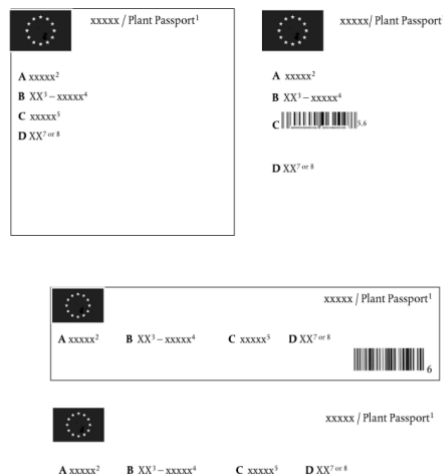 xxxxx / Plant Passport¹
A xxxxx²
B XX³ – xxxxx⁴
C xxxxx⁵
D XX⁷ ᵒʳ ⁸
xxxxx/ Plant Passport
A xxxxx²
B XX³ – xxxxx⁴
C ⁵,⁶
D XX⁷ ᵒʳ ⁸
xxxxx / Plant Passport¹
A xxxxx² B XX³ – xxxxx⁴ C xxxxx⁵ D XX⁷ ᵒʳ ⁸
6
xxxxx / Plant Passport¹
A xxxxx² B XX³ – xxxxx⁴ C xxxxx⁵ D XX⁷ ᵒʳ ⁸